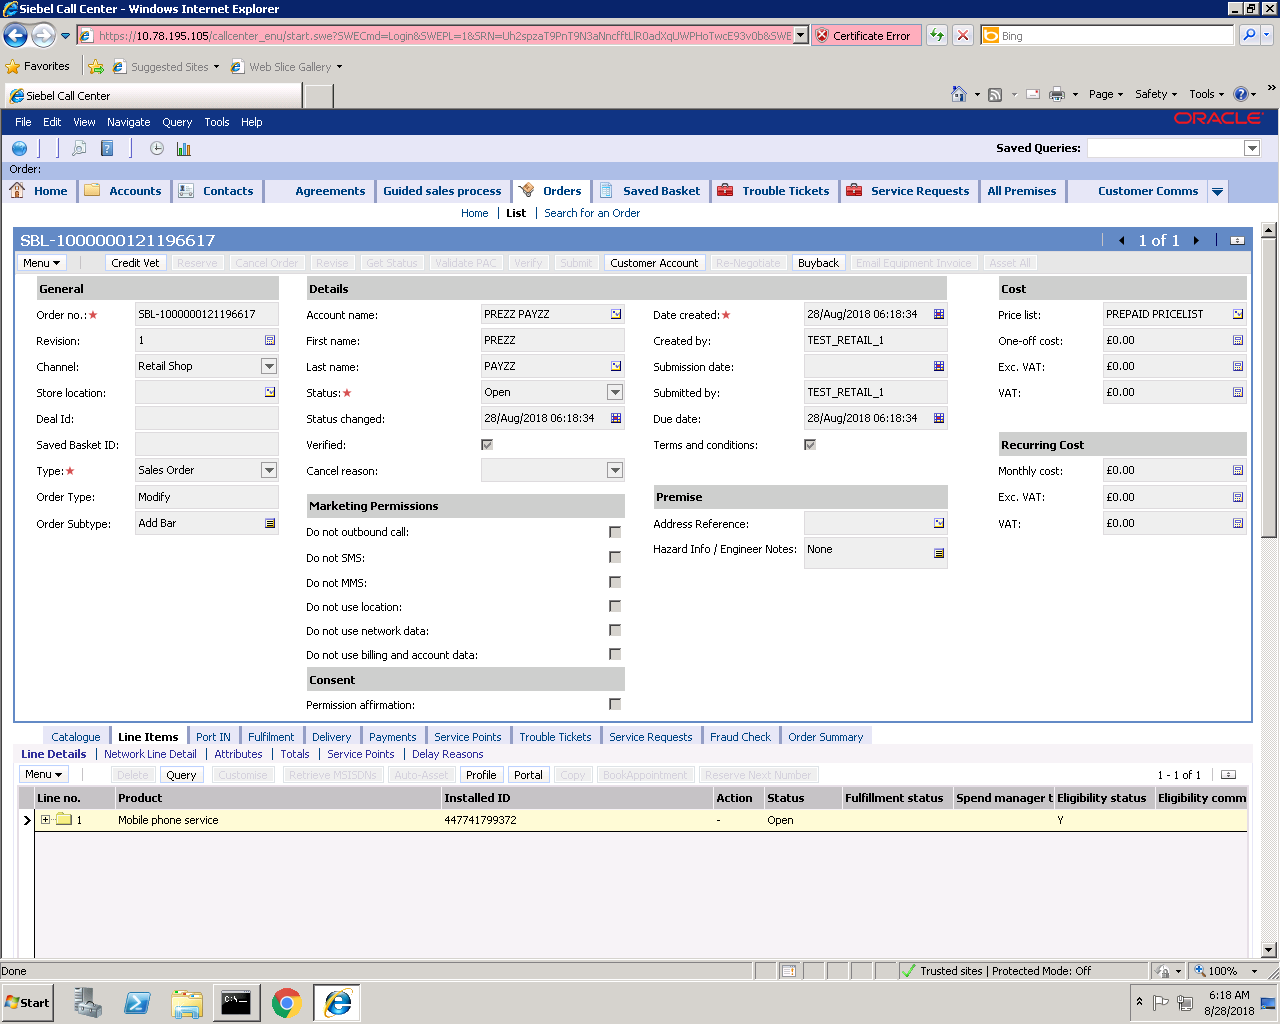 Siebel Call Center - Windows Internet Explorer
https://10.78.195.105/callcenter_enu/start.swe?SWECmd=Login&SWEPL=1&SRN= Certificate Error Bing
Favorites Suggested Sites Web Slice Gallery
Siebel Call Center Page Safety Tools »
File Edit View Navigate Query Tools Help ORACLE
Saved Queries:
Order:
Home Accounts Contacts Agreements Guided sales process Orders Saved Basket Trouble Tickets Service Requests All Premises Customer Comms
Home List Search for an Order
SBL-1000000121196617 1 of 1
Menu Credit Vet Reserve Cancel Order Revise Get Status Validate PAC Verify Submit Customer Account Re-Negotiate Buyback Email Equipment Invoice Asset All
General Details Cost
Order no.:★ SBL-1000000121196617 Account name: PREZZ PAYZZ Date created:★ 28/Aug/2018 06:18:34 Price list: PREPAID PRICELIST
Revision: 1 First name: PREZZ Created by: TEST_RETAIL_1 One-off cost: £0.00
Channel: Retail Shop Last name: PAYZZ Submission date: Exc. VAT: £0.00
Store location: Status:★ Open Submitted by: TEST_RETAIL_1 VAT: £0.00
Deal Id: Status changed: 28/Aug/2018 06:18:34 Due date: 28/Aug/2018 06:18:34
Saved Basket ID: Verified: Terms and conditions: Recurring Cost
Type:★ Sales Order Cancel reason: Monthly cost: £0.00
Order Type: Modify Marketing Permissions Premise Exc. VAT: £0.00
Order Subtype: Add Bar Do not outbound call: Address Reference: VAT: £0.00
Do not SMS: Hazard Info / Engineer Notes: None
Do not MMS:
Do not use location:
Do not use network data:
Do not use billing and account data:
Consent
Permission affirmation:
Catalogue Line Items Port IN Fulfilment Delivery Payments Service Points Trouble Tickets Service Requests Fraud Check Order Summary
Line Details Network Line Detail Attributes Totals Service Points Delay Reasons
Menu Delete Query Customise Retrieve MSISDNs Auto-Asset Profile Portal Copy BookAppointment Reserve Next Number 1 - 1 of 1
Line no. Product Installed ID Action Status Fulfillment status Spend manager t Eligibility status Eligibility comm
1 Mobile phone service 447741799372 - Open Y
Done Trusted sites | Protected Mode: Off 100%
Start C:\. 6:18 AM
8/28/2018